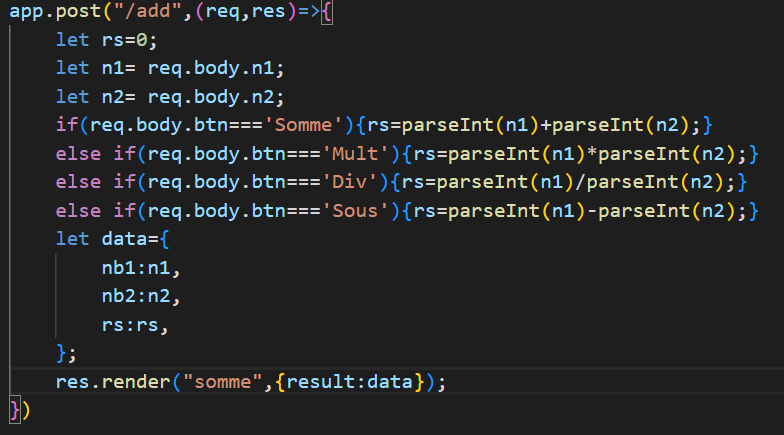 app.post("/add",(req,res)=>{
let rs=0;
let n1= req.body.n1;
let n2= req.body.n2;
if(req.body.btn==='Somme'){rs=parseInt(n1)+parseInt(n2);}
else if(req.body.btn==='Mult'){rs=parseInt(n1)*parseInt(n2);}
else if(req.body.btn==='Div'){rs=parseInt(n1)/parseInt(n2);}
else if(req.body.btn==='Sous'){rs=parseInt(n1)-parseInt(n2);}
let data={
nb1:n1,
nb2:n2,
rs:rs,
};
res.render("somme",{result:data});
})